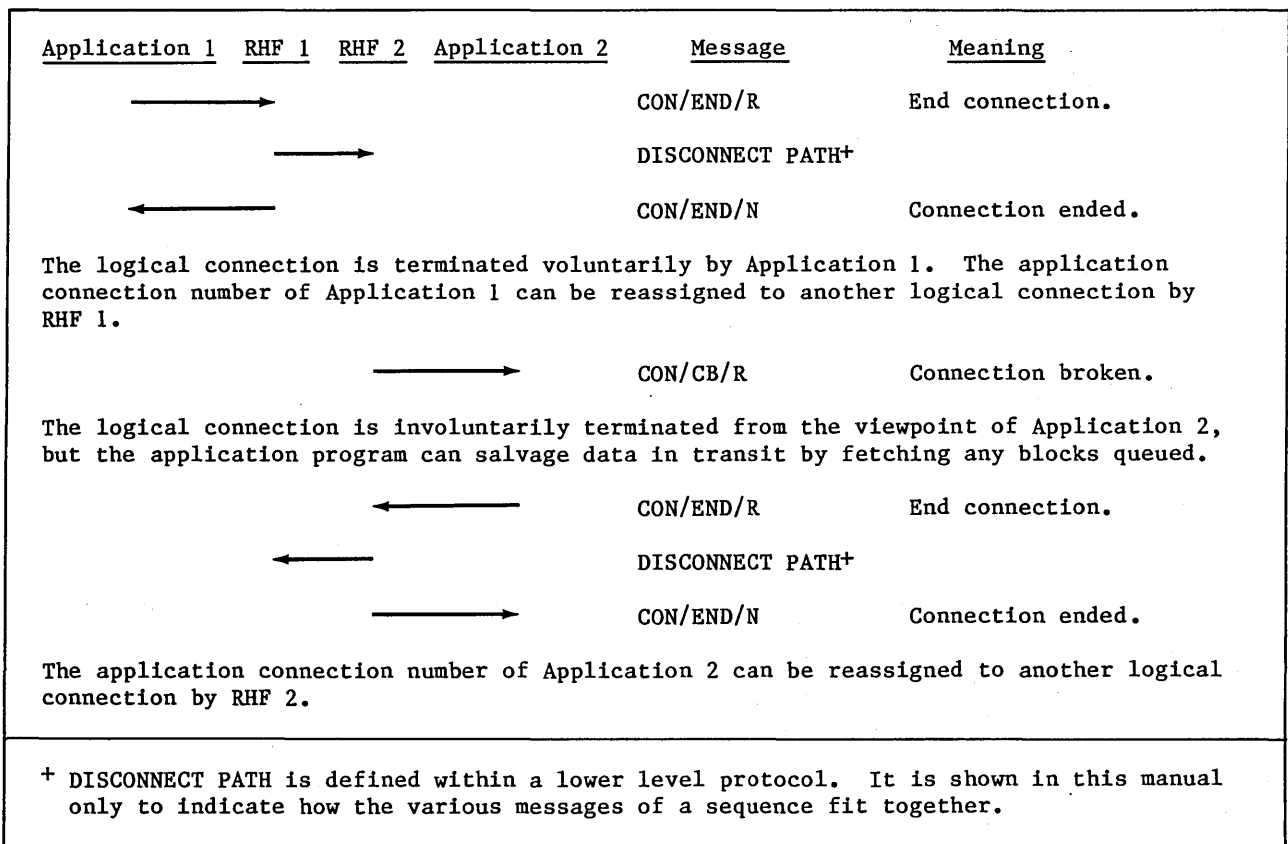 Application 1 RHF 1 RHF 2 Application 2 Message Meaning
CON/END/R End connection.
DISCONNECT PATH+
CON/END/N Connection ended.
The logical connection is terminated voluntarily by Application 1. The application
connection number of Application 1 can be reassigned to another logical connection by
RHF 1.
CON/CB/R Connection broken.
The logical connection is involuntarily terminated from the viewpoint of Application 2,
but the application program can salvage data in transit by fetching any blocks queued.
CON/END/R End connection.
DISCONNECT PATH+
CON/END/N Connection ended.
The application connection number of Application 2 can be reassigned to another logical
connection by RHF 2.
+ DISCONNECT PATH is defined within a lower level protocol. It is shown in this manual
only to indicate how the various messages of a sequence fit together.